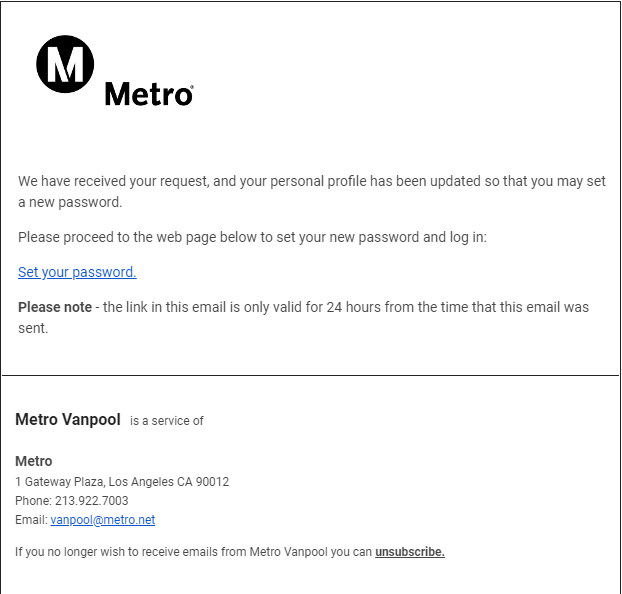 M
Metro
We have received your request, and your personal profile has been updated so that you may set
a new password.
Please proceed to the web page below to set your new password and log in:
Set your password.
Please note - the link in this email is only valid for 24 hours from the time that this email was
sent.
Metro Vanpool is a service of
Metro
1 Gateway Plaza, Los Angeles CA 90012
Phone: 213.922.7003
Email: vanpool@metro.net
If you no longer wish to receive emails from Metro Vanpool you can unsubscribe.